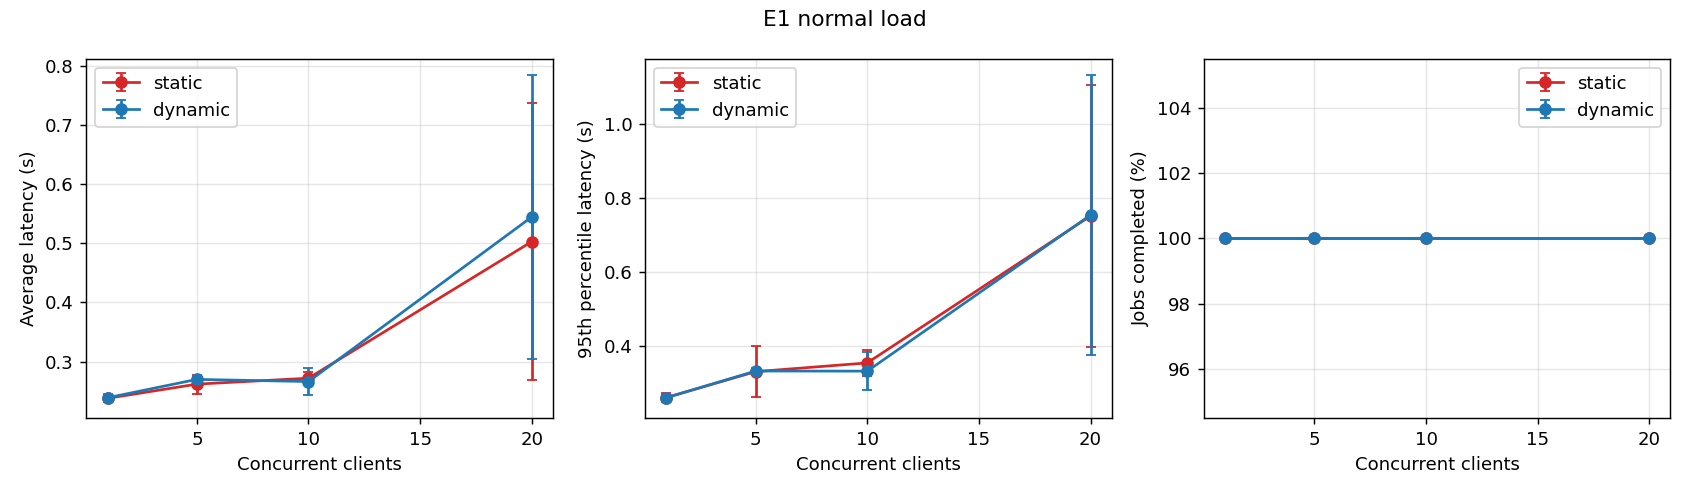 E1 normal load
Average latency (s)
0.8
0.7
0.6
0.5
0.4
0.3
static
dynamic
5
10
15
20
Concurrent clients
95th percentile latency (s)
1.0
0.8
0.6
0.4
static
dynamic
5
10
15
20
Concurrent clients
Jobs completed (%)
104
102
100
98
96
static
dynamic
5
10
15
20
Concurrent clients